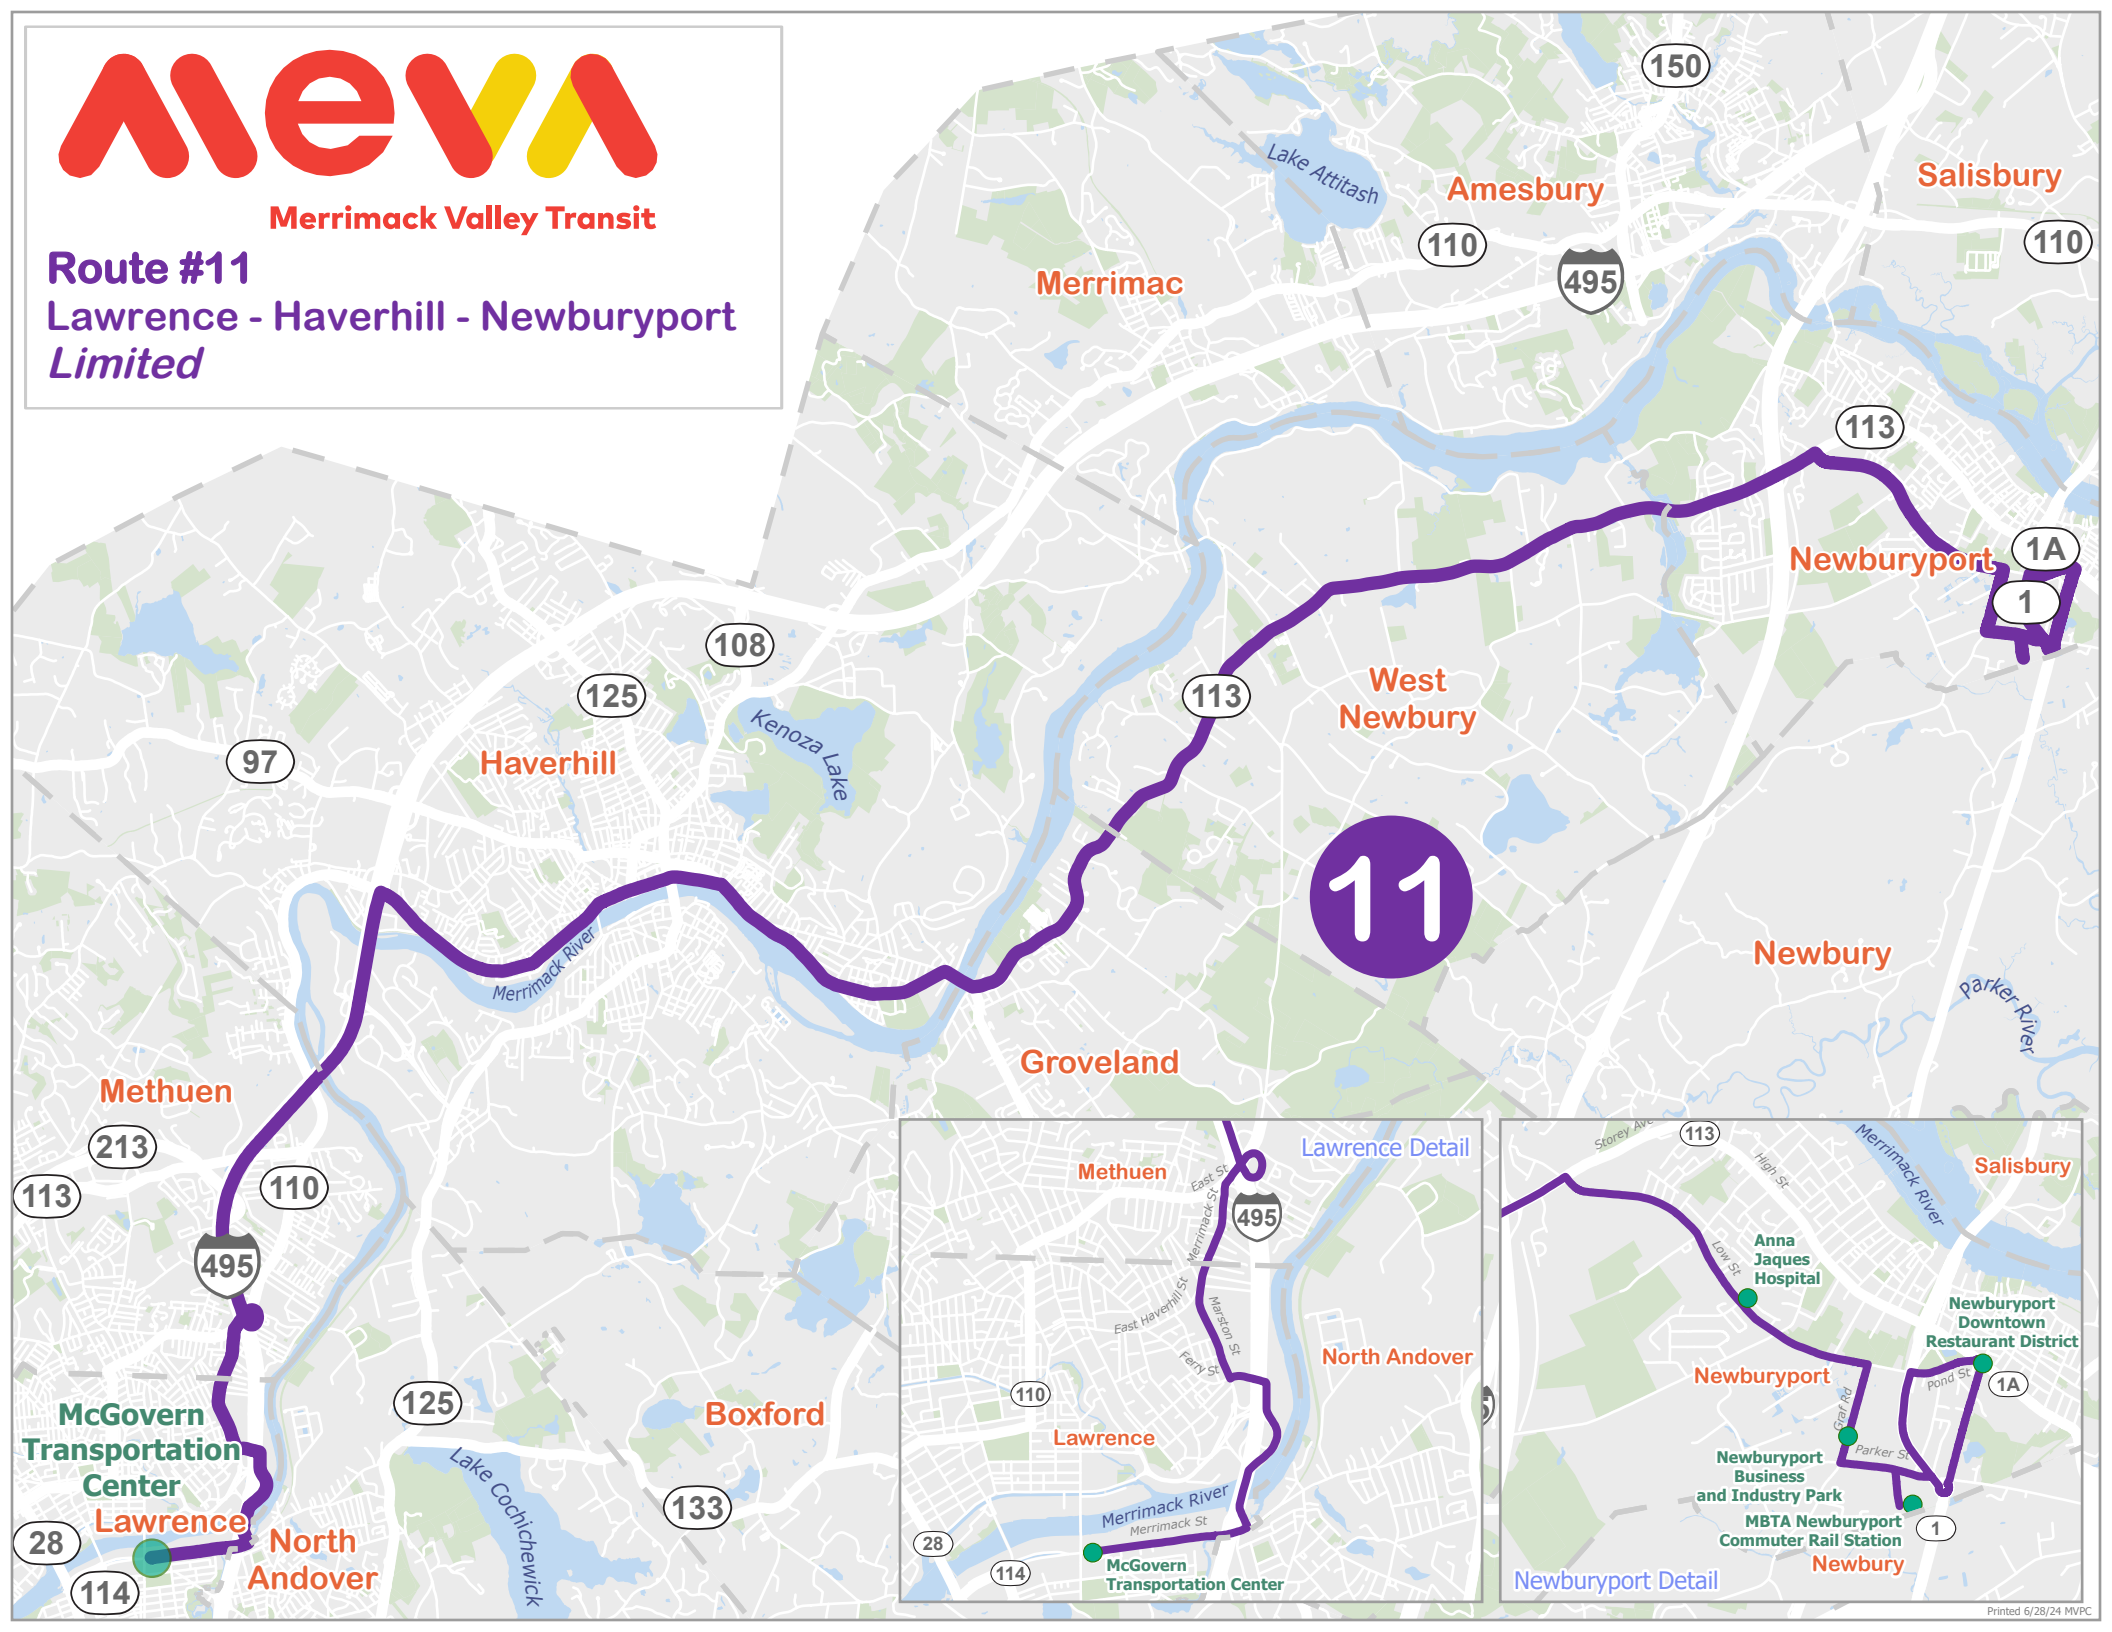 meva
Merrimack Valley Transit
Route #11
Lawrence - Haverhill - Newburyport
Limited
150
Lake Attitash
Amesbury
Salisbury
110
110
495
Merrimac
113
1A
Newburyport
1
108
125
113
West
Newbury
Kenoza Lake
97
Haverhill
11
Merrimack River
Newbury
Parker River
Groveland
Methuen
213
113
110
495
McGovern
Transportation
Center
125
Boxford
Lawrence
Lake Cochichewick
133
28
North
Andover
114
Lawrence Detail
Methuen
East St
495
Merrimack St
East Haverhill St
Marston St
Ferry St
North Andover
110
Lawrence
Merrimack River
Merrimack St
28
114
McGovern
Transportation Center
Storey Ave
113
High St
Merrimack River
Salisbury
Low St
Anna
Jaques
Hospital
Newburyport
Downtown
Restaurant District
Newburyport
Pond St
1A
Graf Rd
Parker St
Newburyport
Business
and Industry Park
MBTA Newburyport
Commuter Rail Station
1
Newbury
Newburyport Detail
Printed 6/28/24 MVPC